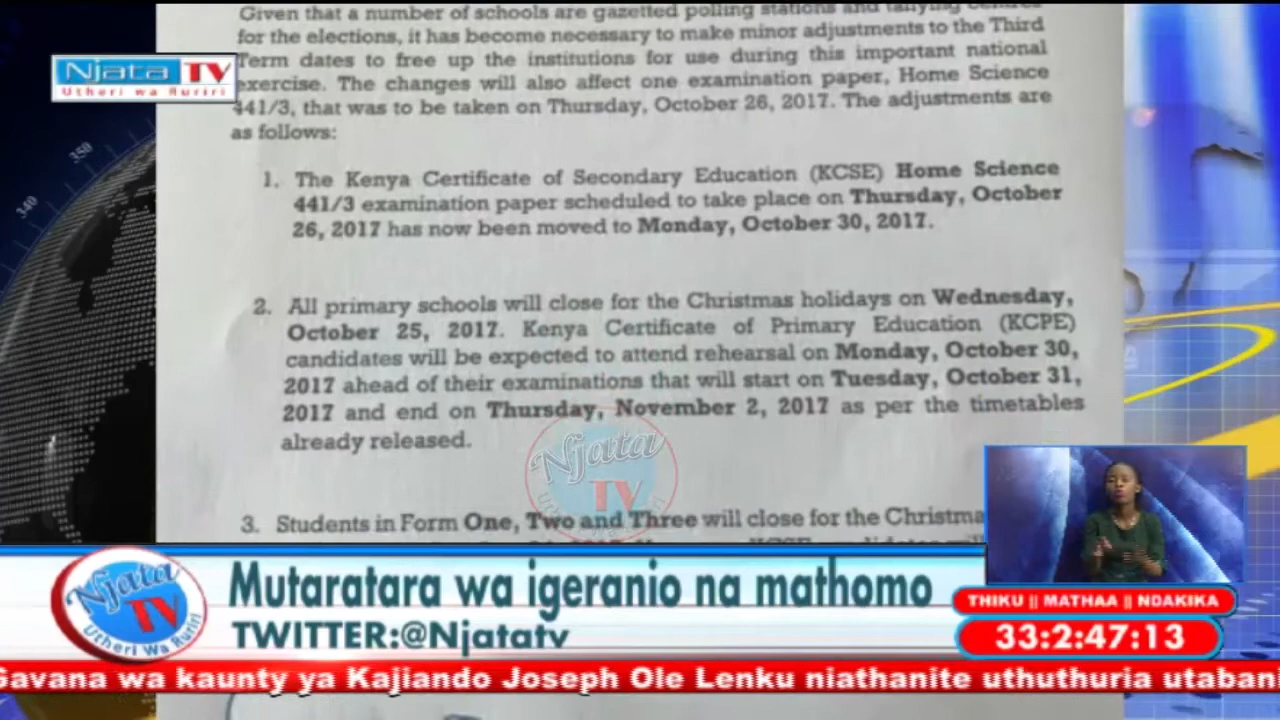 Given that a number of schools are gazetted polling stations and tallying Centres
for the elections, it has become necessary to make minor adjustments to the Third
Term dates to free up the institutions for use during this important national
exercise. The changes will also affect one examination paper, Home Science
441/3, that was to be taken on Thursday, October 26, 2017. The adjustments are
as follows:
1. The Kenya Certificate of Secondary Education (KCSE) Home Science
441/3 examination paper scheduled to take place on Thursday, October
26, 2017 has now been moved to Monday, October 30, 2017.
2. All primary schools will close for the Christmas holidays on Wednesday,
October 25, 2017. Kenya Certificate of Primary Education (KCPE)
candidates will be expected to attend rehearsal on Monday, October 30,
2017 ahead of their examinations that will start on Tuesday, October 31,
2017 and end on Thursday, November 2, 2017 as per the timetables
already released.
3. Students in Form One, Two and Three will close for the Christma
Njata TV
Utheri wa Ruriri
350
340
Njata
TV
Njata
TV
Utheri Wa Ruriri
Mutaratara wa igeranio na mathomo
TWITTER:@Njatatv
THIKU || MATHAA || NDAKIKA
33:2:47:13
Gavana wa kaunty ya Kajiando Joseph Ole Lenku niathanite uthuthuria utabani